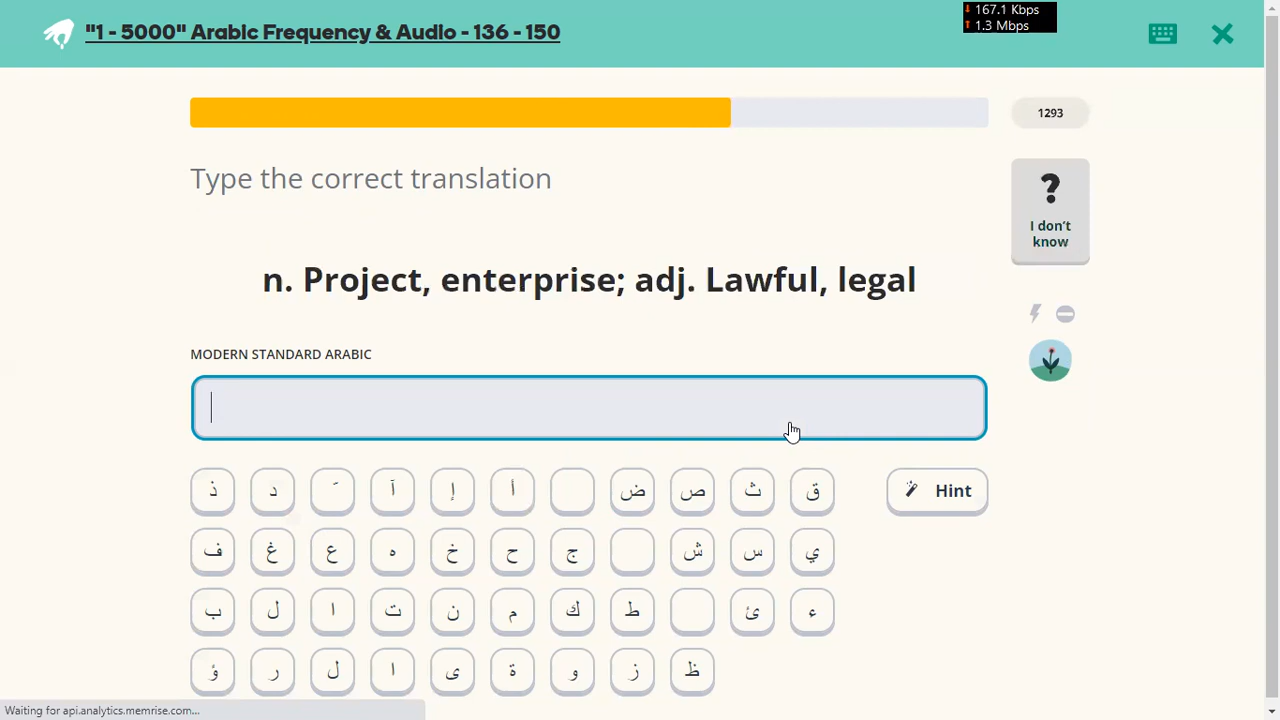 167.1 Kbps
1.3 Mbps
"1 - 5000" Arabic Frequency & Audio - 136 - 150
1293
Type the correct translation
?
I don't
know
n. Project, enterprise; adj. Lawful, legal
MODERN STANDARD ARABIC
ذ د َ آ إ أ ض ص ث ق
Hint
ف غ ع ه خ ح ج ش س ي
ب ل ا ت ن م ك ط ئ ء
ؤ ر ل ا ى ة و ز ظ
Waiting for api.analytics.memrise.com...